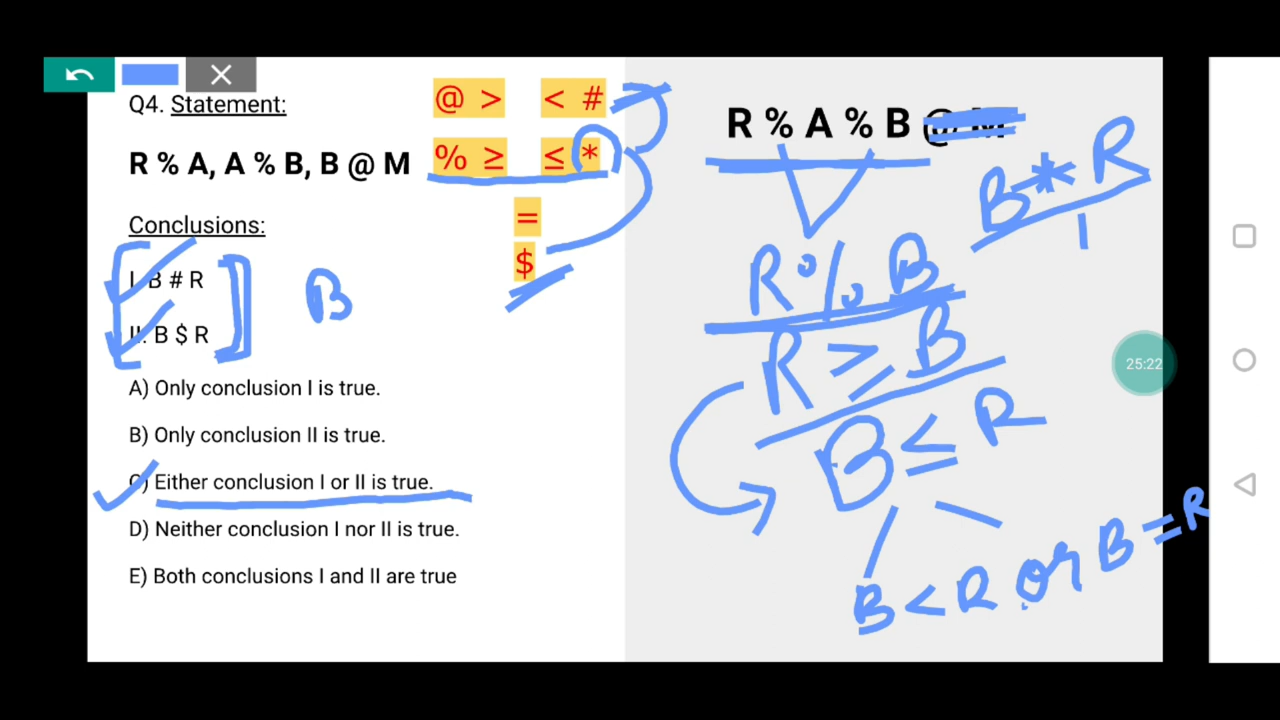 Q4. Statement:
@ > < #
% ≥ ≤ *
=
$
R % A, A % B, B @ M
Conclusions:
I. B # R
II. B $ R
B
A) Only conclusion I is true.
B) Only conclusion II is true.
C) Either conclusion I or II is true.
D) Neither conclusion I nor II is true.
E) Both conclusions I and II are true
R % A % B @ M
B * R
R % B
R ≥ B
B ≤ R
B < R or B = R
25:22